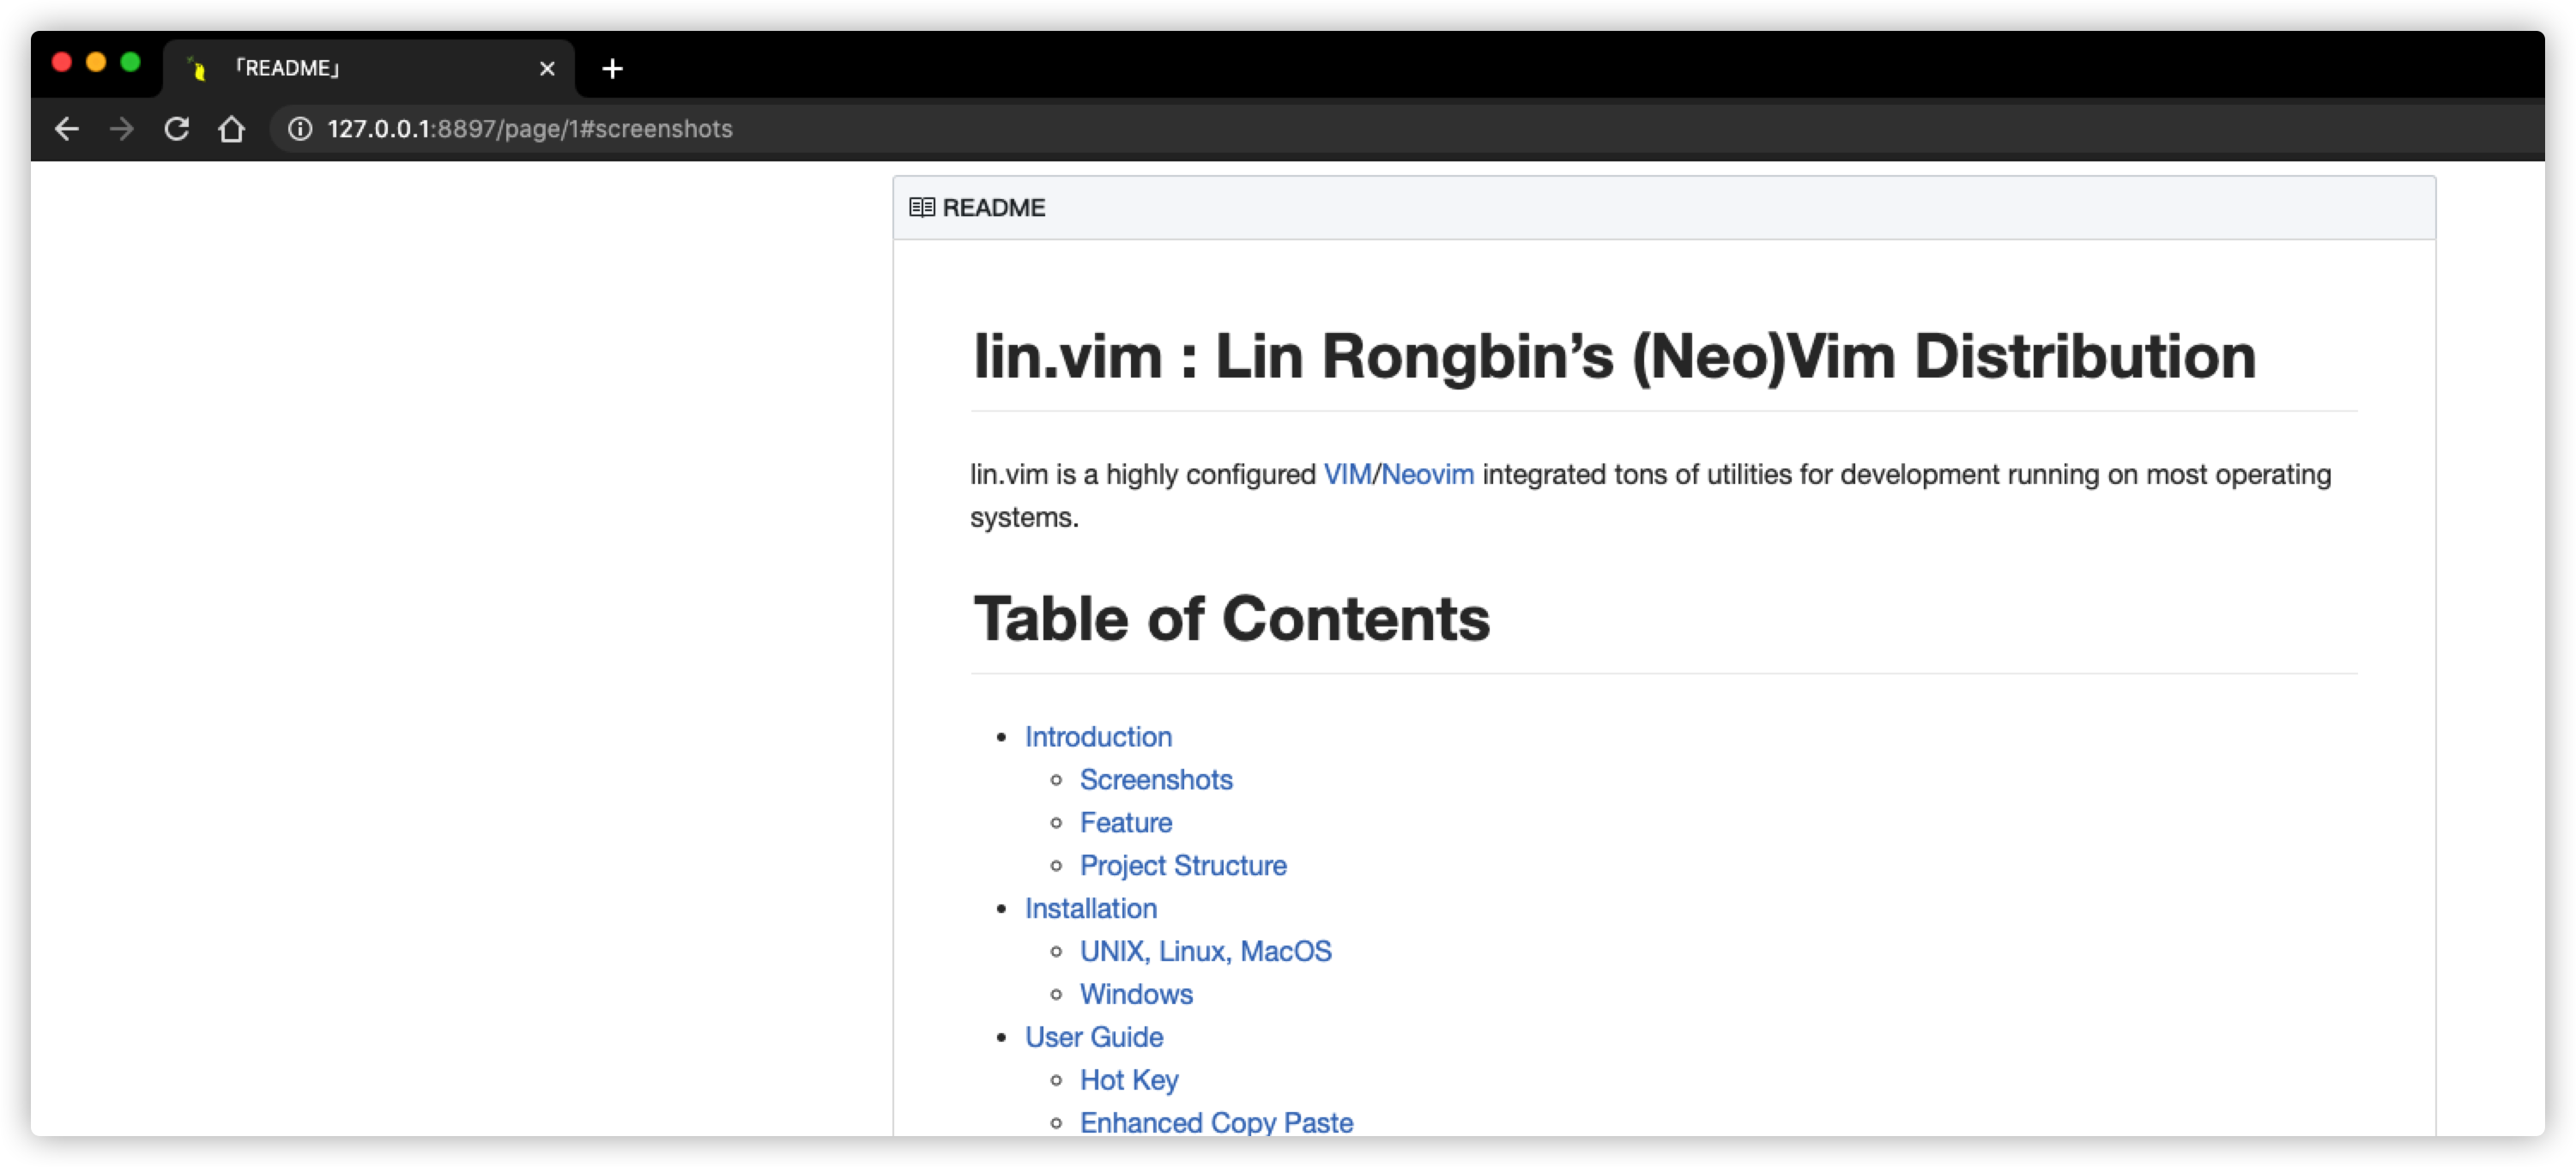 「README」
127.0.0.1:8897/page/1#screenshots
README
lin.vim : Lin Rongbin’s (Neo)Vim Distribution
lin.vim is a highly configured VIM/Neovim integrated tons of utilities for development running on most operating
systems.
Table of Contents
Introduction
Screenshots
Feature
Project Structure
Installation
UNIX, Linux, MacOS
Windows
User Guide
Hot Key
Enhanced Copy Paste